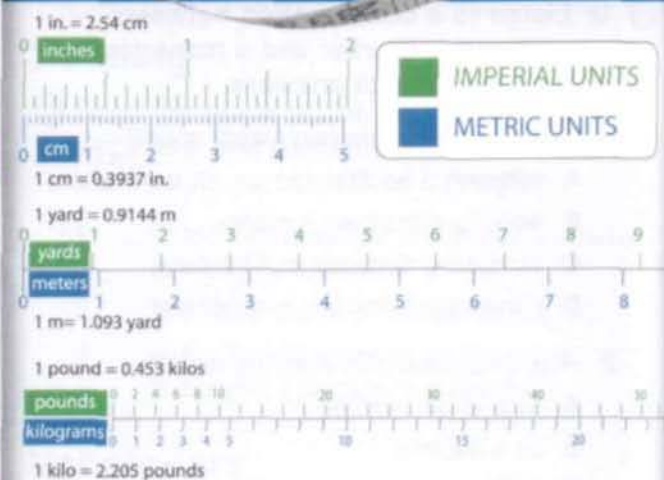 1 in. = 2.54 cm
inches
0 1 2
IMPERIAL UNITS
METRIC UNITS
cm
0 1 2 3 4 5
1 cm = 0.3937 in.
1 yard = 0.9144 m
0 1 2 3 4 5 6 7 8 9
yards
meters
0 1 2 3 4 5 6 7 8
1 m= 1.093 yard
1 pound = 0.453 kilos
pounds 0 2 4 6 8 10 20 30 40 50
kilograms 0 1 2 3 4 5 10 15 20
1 kilo = 2.205 pounds